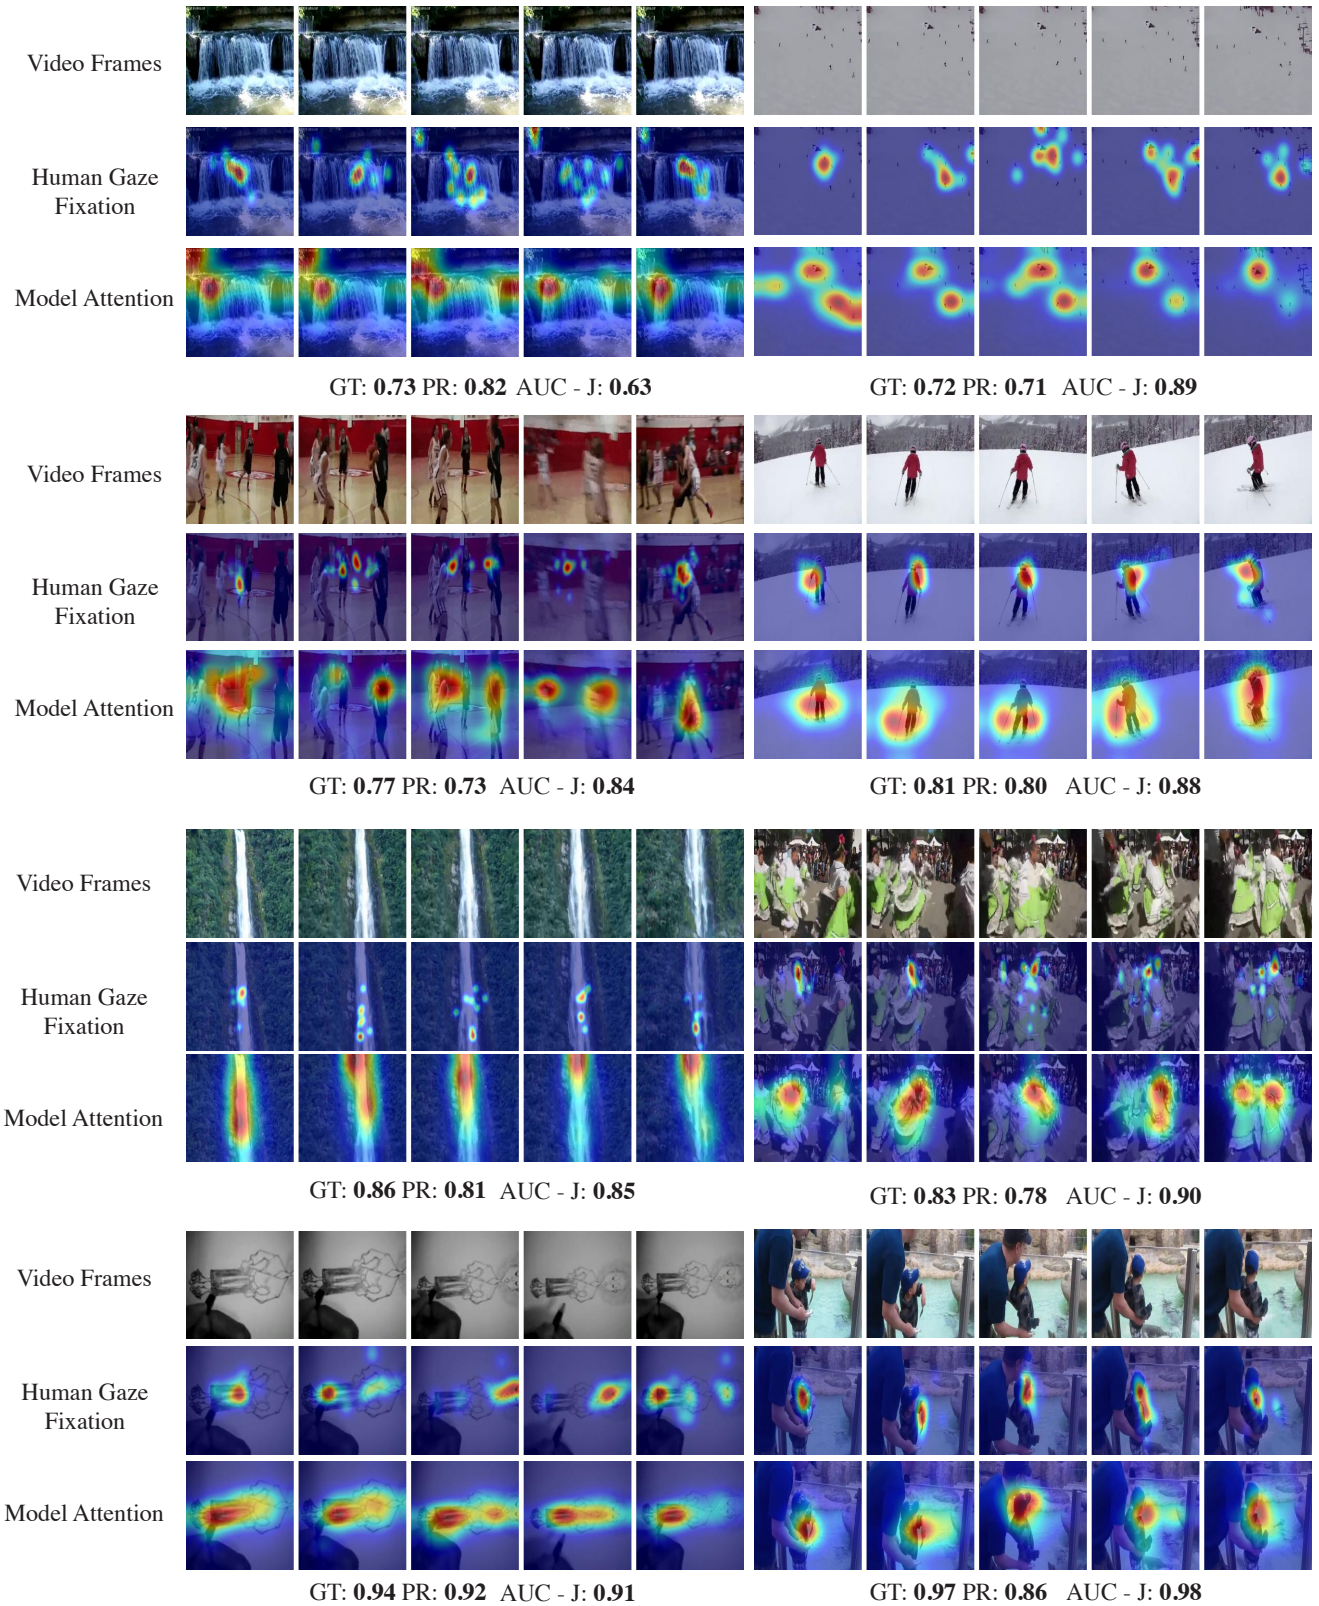 Video Frames
Human Gaze
Fixation
Model Attention
GT: 0.73 PR: 0.82 AUC - J: 0.63
GT: 0.72 PR: 0.71 AUC - J: 0.89
Video Frames
Human Gaze
Fixation
Model Attention
GT: 0.77 PR: 0.73 AUC - J: 0.84
GT: 0.81 PR: 0.80 AUC - J: 0.88
Video Frames
Human Gaze
Fixation
Model Attention
GT: 0.86 PR: 0.81 AUC - J: 0.85
GT: 0.83 PR: 0.78 AUC - J: 0.90
Video Frames
Human Gaze
Fixation
Model Attention
GT: 0.94 PR: 0.92 AUC - J: 0.91
GT: 0.97 PR: 0.86 AUC - J: 0.98